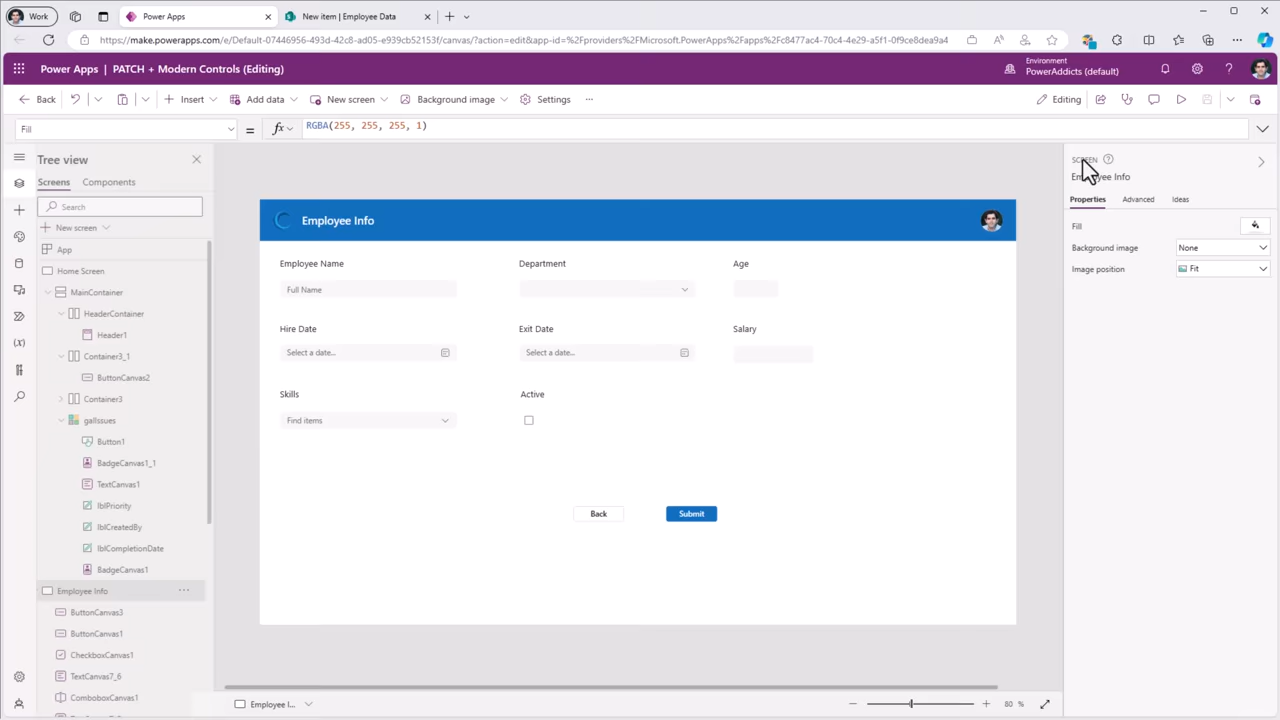 Work
Power Apps
New item | Employee Data
https://make.powerapps.com/e/Default-07446956-493d-42c8-ad05-e939cb52153f/canvas/?action=edit&app-id=%2Fproviders%2FMicrosoft.PowerApps%2Fapps%2Fc8477ac4-70c4-4e29-a5f1-0f9ce8dea9a4
Power Apps | PATCH + Modern Controls (Editing)
Environment
PowerAddicts (default)
Back
Insert
Add data
New screen
Background image
Settings
Editing
Fill
=
fx
RGBA(255, 255, 255, 1)
Tree view
Screens
Components
Search
New screen
App
Home Screen
MainContainer
HeaderContainer
Header1
Container3_1
ButtonCanvas2
Container3
galIssues
Button1
BadgeCanvas1_1
TextCanvas1
lblPriority
lblCreatedBy
lblCompletionDate
BadgeCanvas1
Employee Info
ButtonCanvas3
ButtonCanvas1
CheckboxCanvas1
TextCanvas7_6
ComboboxCanvas1
Employee Info
Employee Name
Department
Age
Full Name
Hire Date
Exit Date
Salary
Select a date...
Select a date...
Skills
Active
Find items
Back
Submit
SCREEN
Employee Info
Properties
Advanced
Ideas
Fill
Background image
None
Image position
Fit
Employee I...
80 %